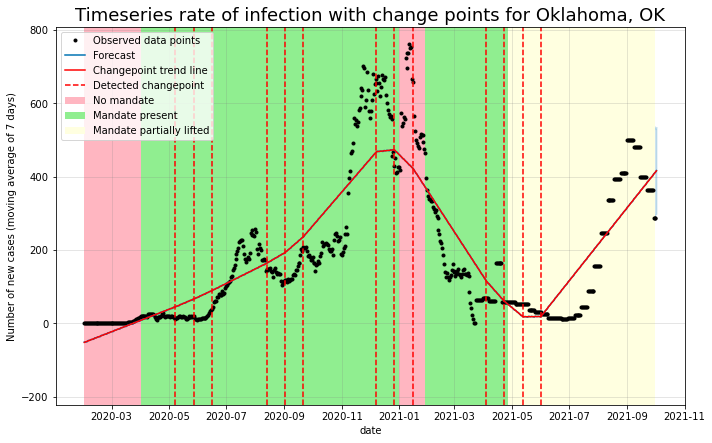 Timeseries rate of infection with change points for Oklahoma, OK
Observed data points
Forecast
Changepoint trend line
Detected changepoint
No mandate
Mandate present
Mandate partially lifted
Number of new cases (moving average of 7 days)
800
600
400
200
0
−200
2020-03
2020-05
2020-07
2020-09
2020-11
2021-01
2021-03
2021-05
2021-07
2021-09
2021-11
date